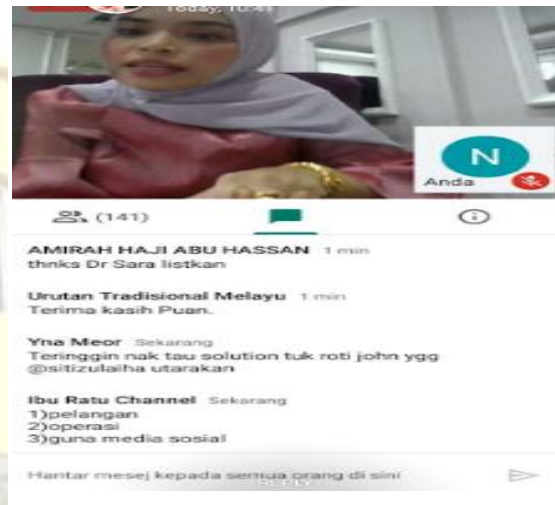 Today, 10:41
N
Anda
(141)
AMIRAH HAJI ABU HASSAN 1 min
thnks Dr Sara listkan
Urutan Tradisional Melayu 1 min
Terima kasih Puan.
Yna Meor Sekarang
Teringgin nak tau solution tuk roti john ygg
@sitizulaiha utarakan
Ibu Ratu Channel Sekarang
1)pelangan
2)operasi
3)guna media sosial
Hantar mesej kepada semua orang di sini
REPLY